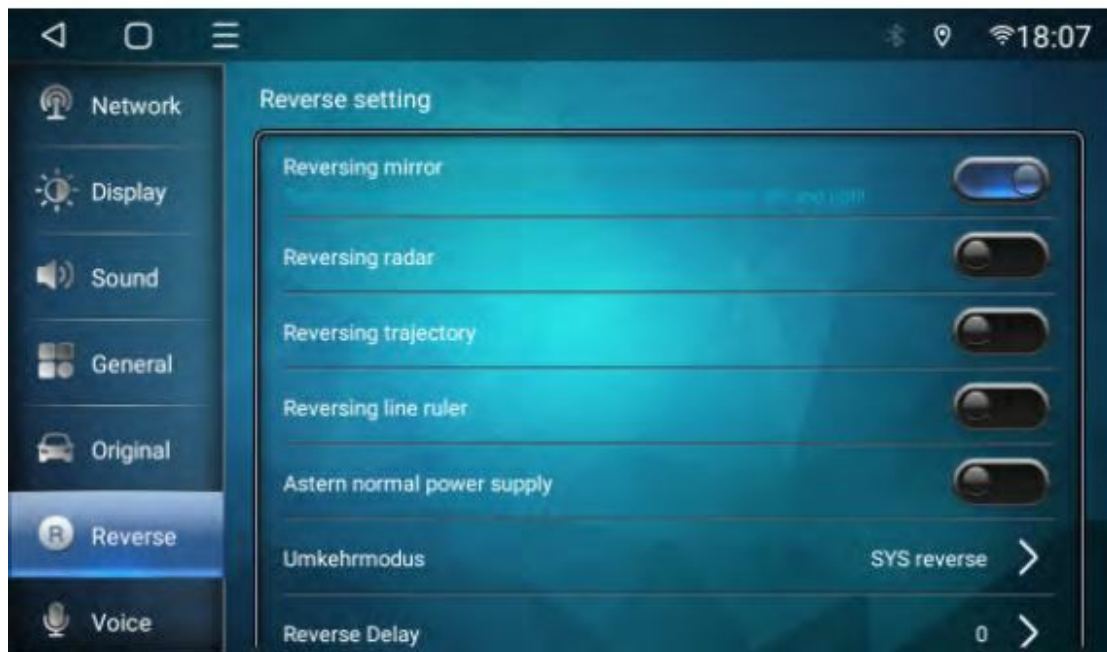 18:07
Network
Reverse setting
Reversing mirror
and
Display
Reversing radar
Sound
Reversing trajectory
General
Reversing line ruler
Original
Astern normal power supply
R Reverse
Umkehrmodus SYS reverse
Voice
Reverse Delay 0